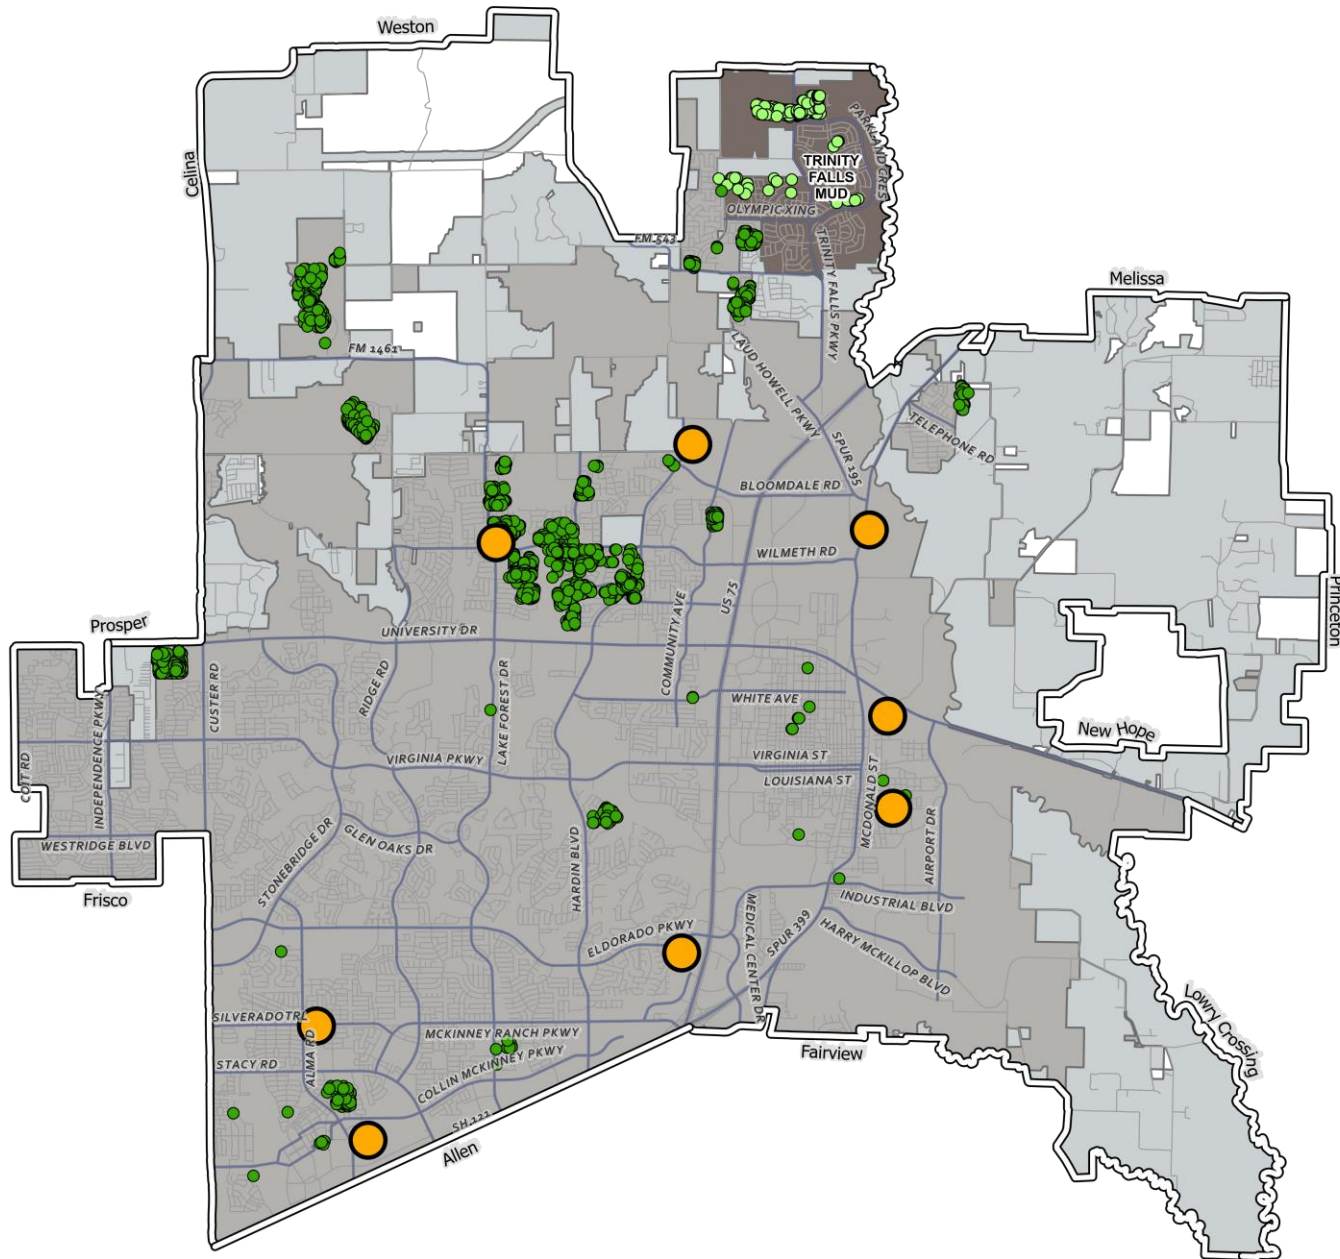 Weston
Celina
PARKLAND CRES
TRINITY
FALLS
MUD
OLYMPIC XING
FM 543
TRINITY FALLS PKWY
Melissa
FM 1461
LAUD HOWELL PKWY
SPUR 195
TELEPHONE RD
BLOOMDALE RD
WILMETH RD
US 75
COMMUNITY AVE
Princeton
Prosper
UNIVERSITY DR
RIDGE RD
LAKE FOREST DR
CUSTER RD
INDEPENDENCE PKWY
COIT RD
WHITE AVE
New Hope
VIRGINIA PKWY
VIRGINIA ST
LOUISIANA ST
MCDONALD ST
AIRPORT DR
WESTRIDGE BLVD
STONEBRIDGE DR
GLEN OAKS DR
HARDIN BLVD
Frisco
INDUSTRIAL BLVD
MEDICAL CENTER DR
SPUR 399
HARRY MCKILLOP BLVD
ELDORADO PKWY
SILVERADO TRL
ALMA RD
MCKINNEY RANCH PKWY
STACY RD
COLLIN MCKINNEY PKWY
Fairview
Lowry Crossing
SH 121
Allen